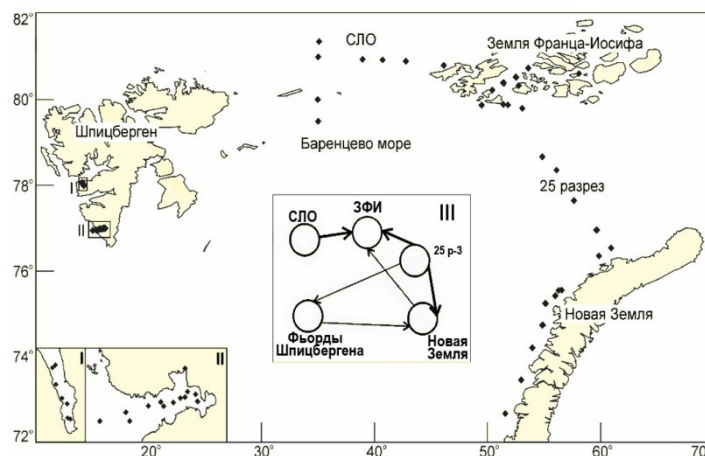 82°
СЛО
Земля Франца-Иосифа
80°
Шпицберген
Баренцево море
78°
I
25 разрез
III
ЗФИ
СЛО
II
25 р-3
76°
Новая Земля
Фьорды
Шпицбергена
Новая
Земля
74°
I
II
72°
20°
30°
40°
50°
60°
70